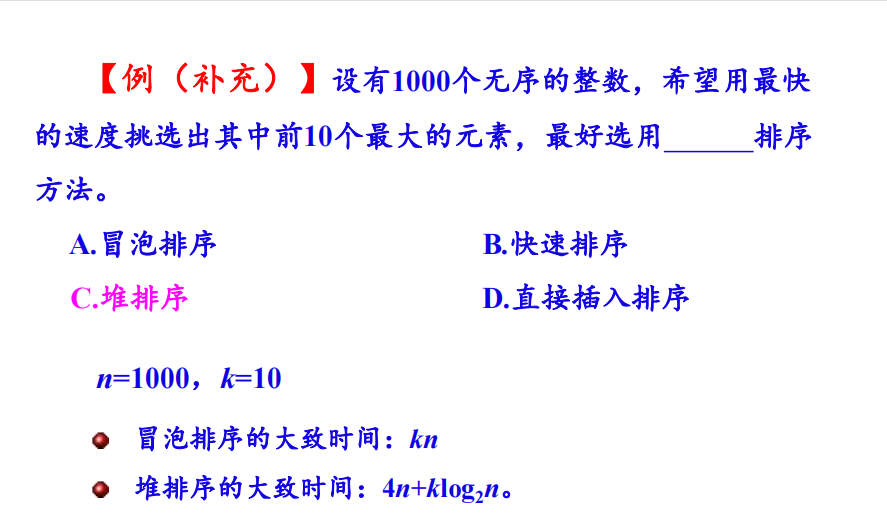 【例（补充）】设有1000个无序的整数，希望用最快
的速度挑选出其中前10个最大的元素，最好选用______排序
方法。
A.冒泡排序 B.快速排序
C.堆排序 D.直接插入排序
n=1000，k=10
冒泡排序的大致时间：kn
堆排序的大致时间：4n+klog₂n。